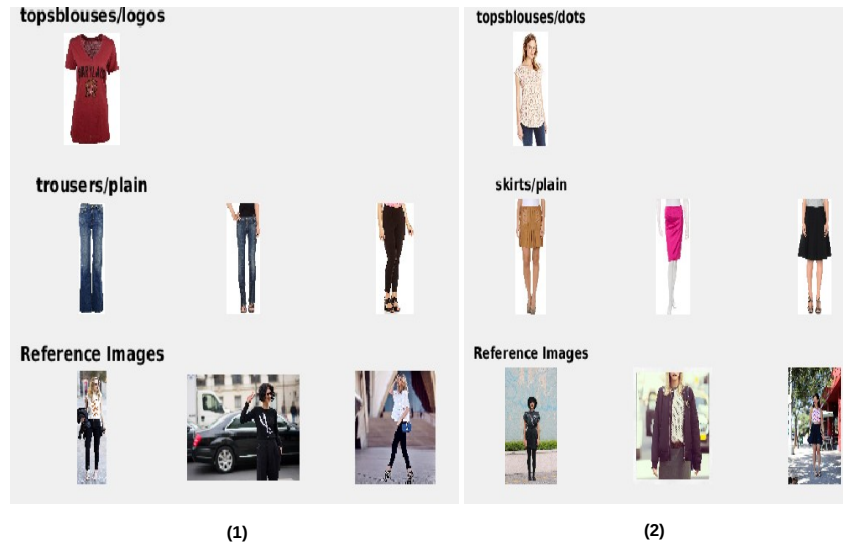 topsblouses/logos
trousers/plain
Reference Images
(1)
topsblouses/dots
skirts/plain
Reference Images
(2)